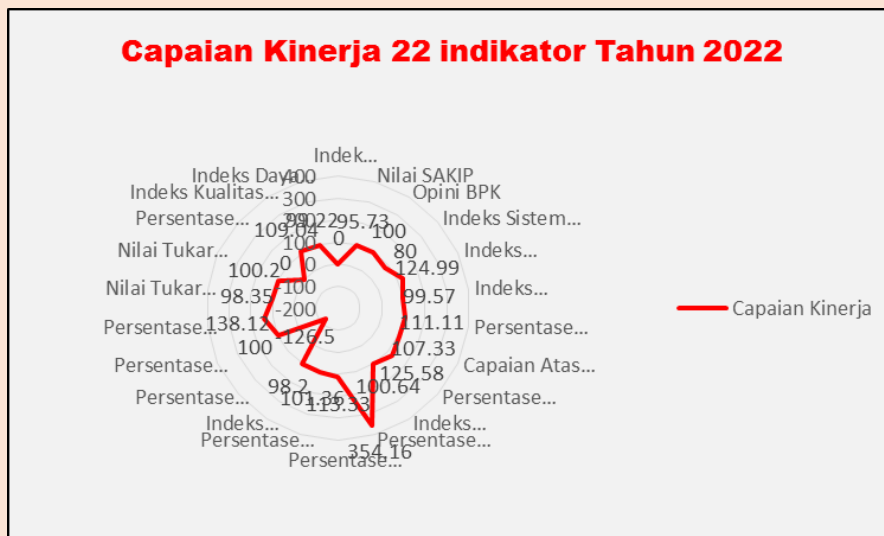 Capaian Kinerja 22 indikator Tahun 2022
Indek...
Nilai SAKIP
Opini BPK
Indeks Sistem...
Indeks...
Indeks...
Persentase...
Capaian Atas...
Persentase...
Indeks...
Persentase...
Persentase...
Persentase...
Indeks...
Persentase...
Persentase...
Persentase...
Nilai Tukar...
Nilai Tukar...
Persentase...
Indeks Kualitas...
Indeks Daya...
400
300
200
100
0
-100
-200
0
95.73
100
80
124.99
99.57
111.11
107.33
125.58
100.64
354.16
113.33
101.36
98.2
-126.5
100
138.12
98.35
100.2
0
109.04
99.22
Capaian Kinerja